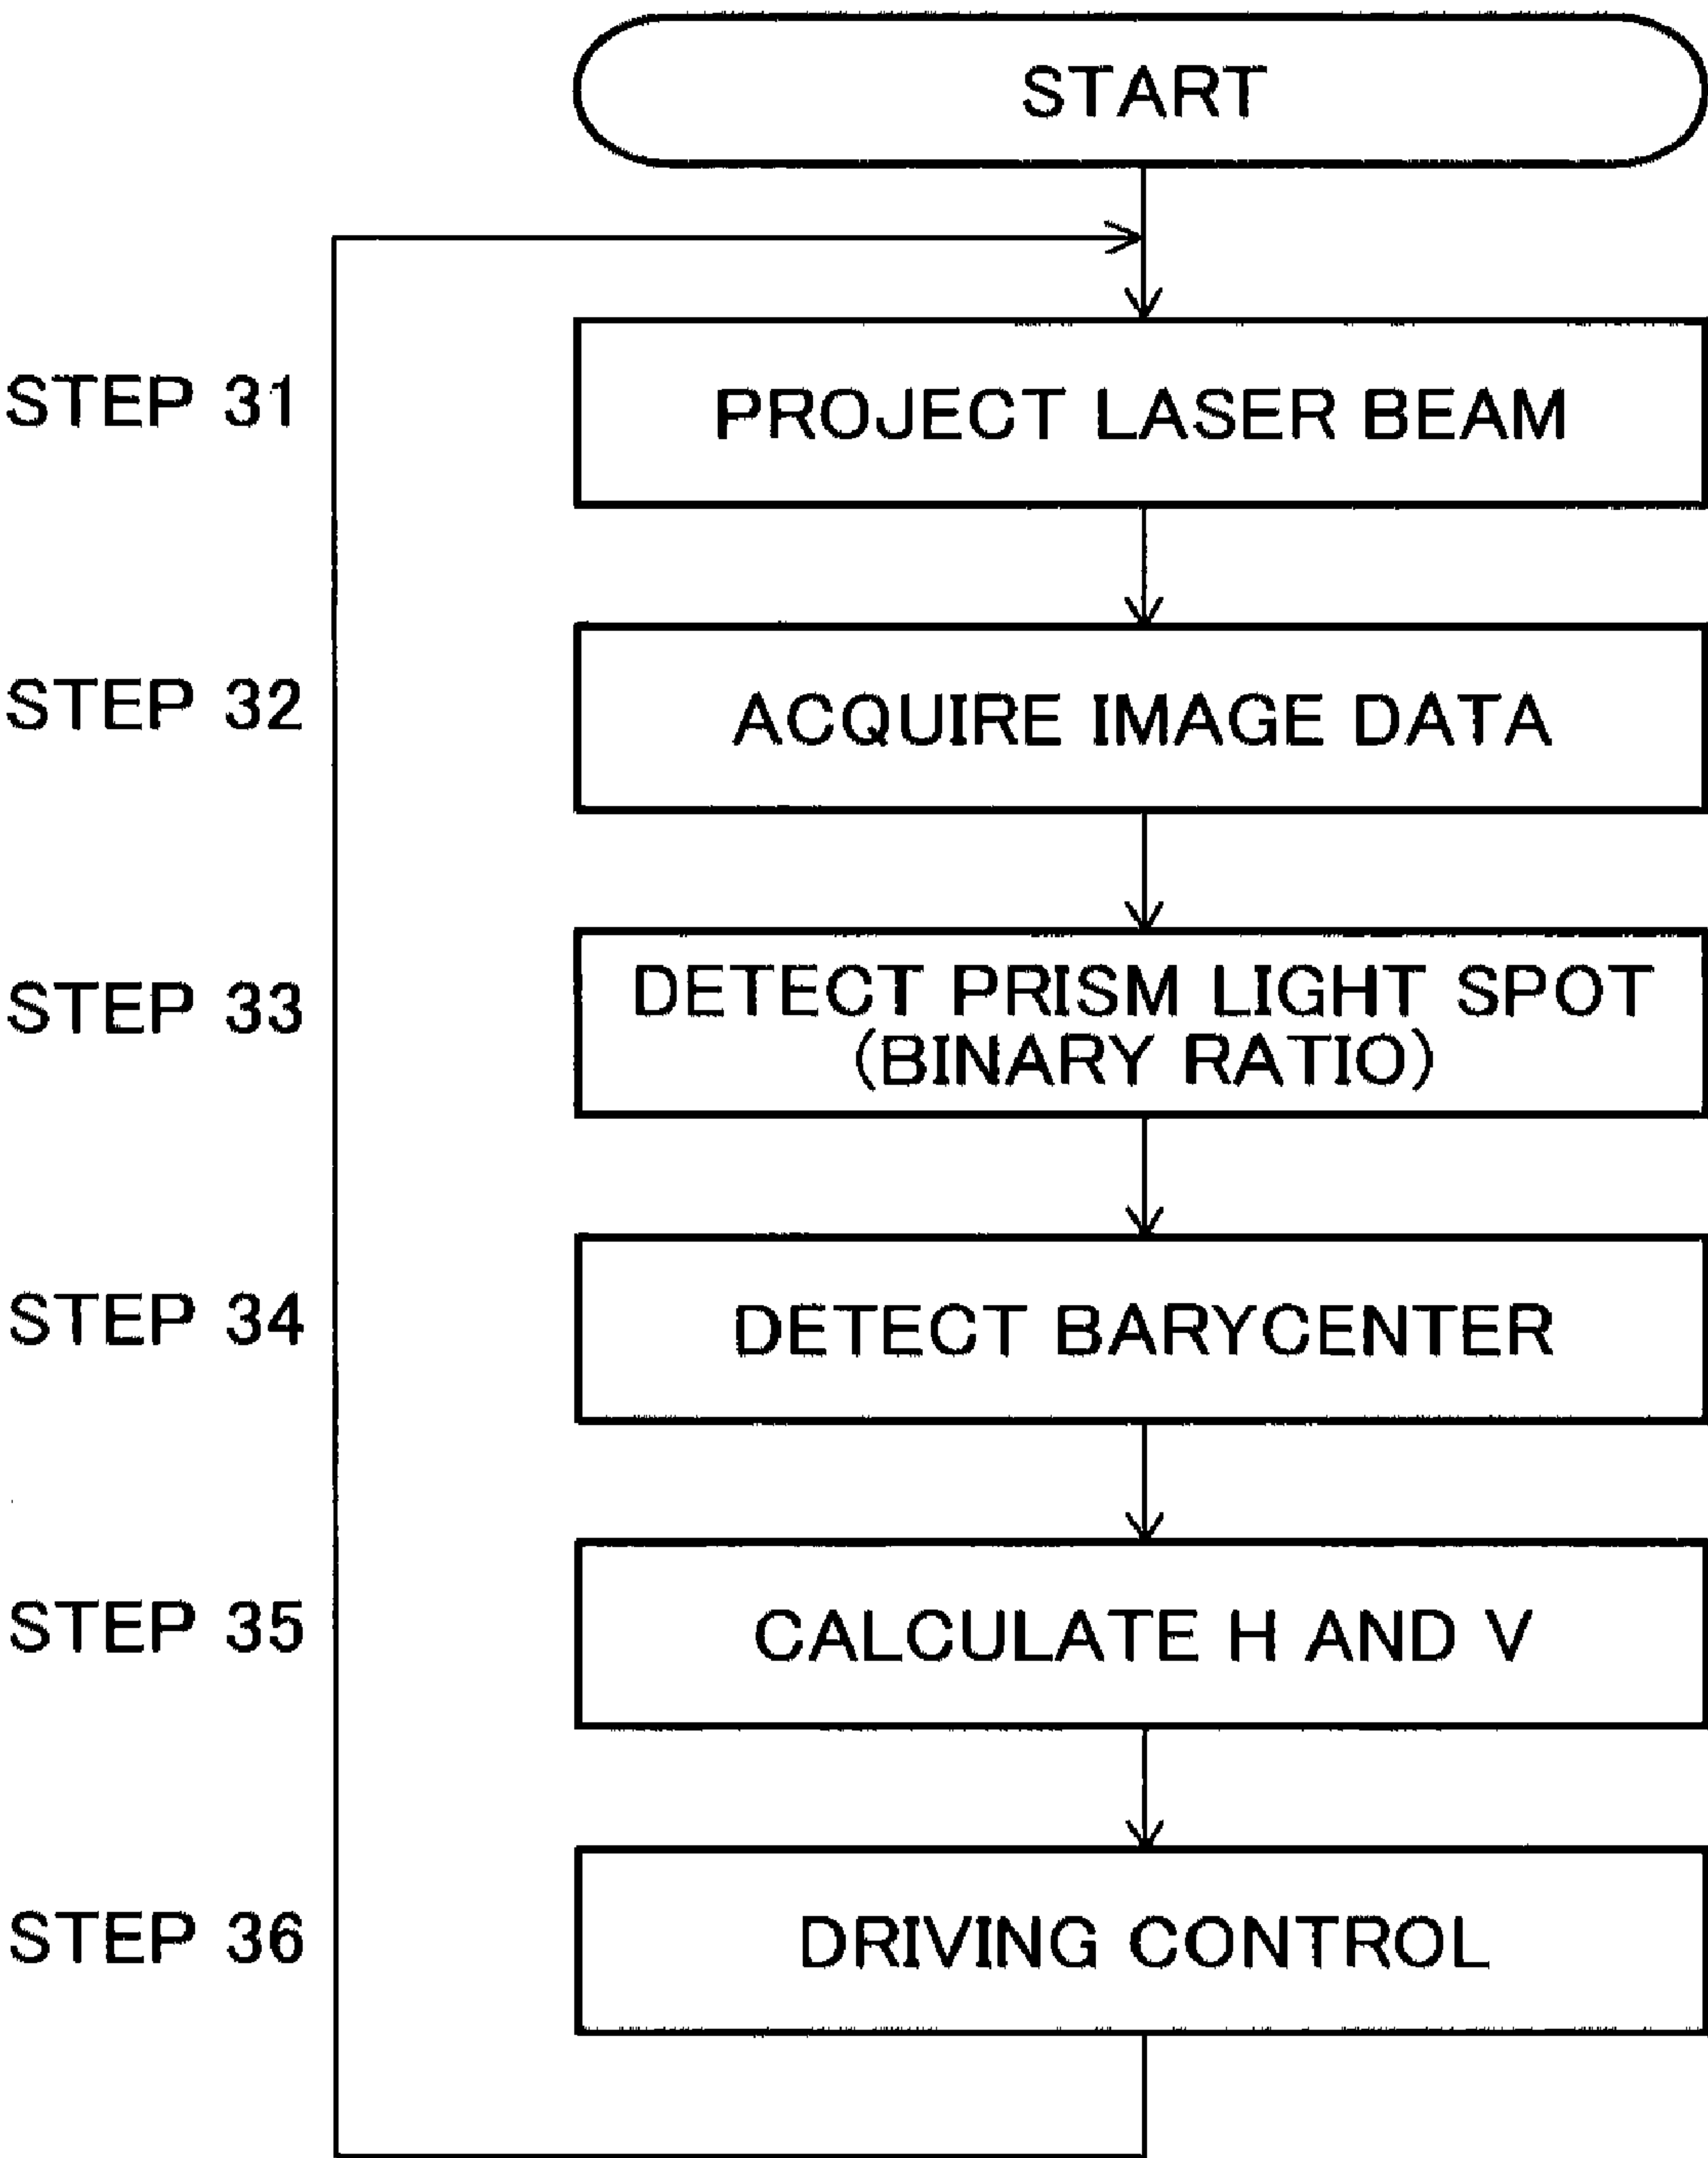 START
STEP 31
PROJECT LASER BEAM
STEP 32
ACQUIRE IMAGE DATA
STEP 33
DETECT PRISM LIGHT SPOT
(BINARY RATIO)
STEP 34
DETECT BARYCENTER
STEP 35
CALCULATE H AND V
STEP 36
DRIVING CONTROL